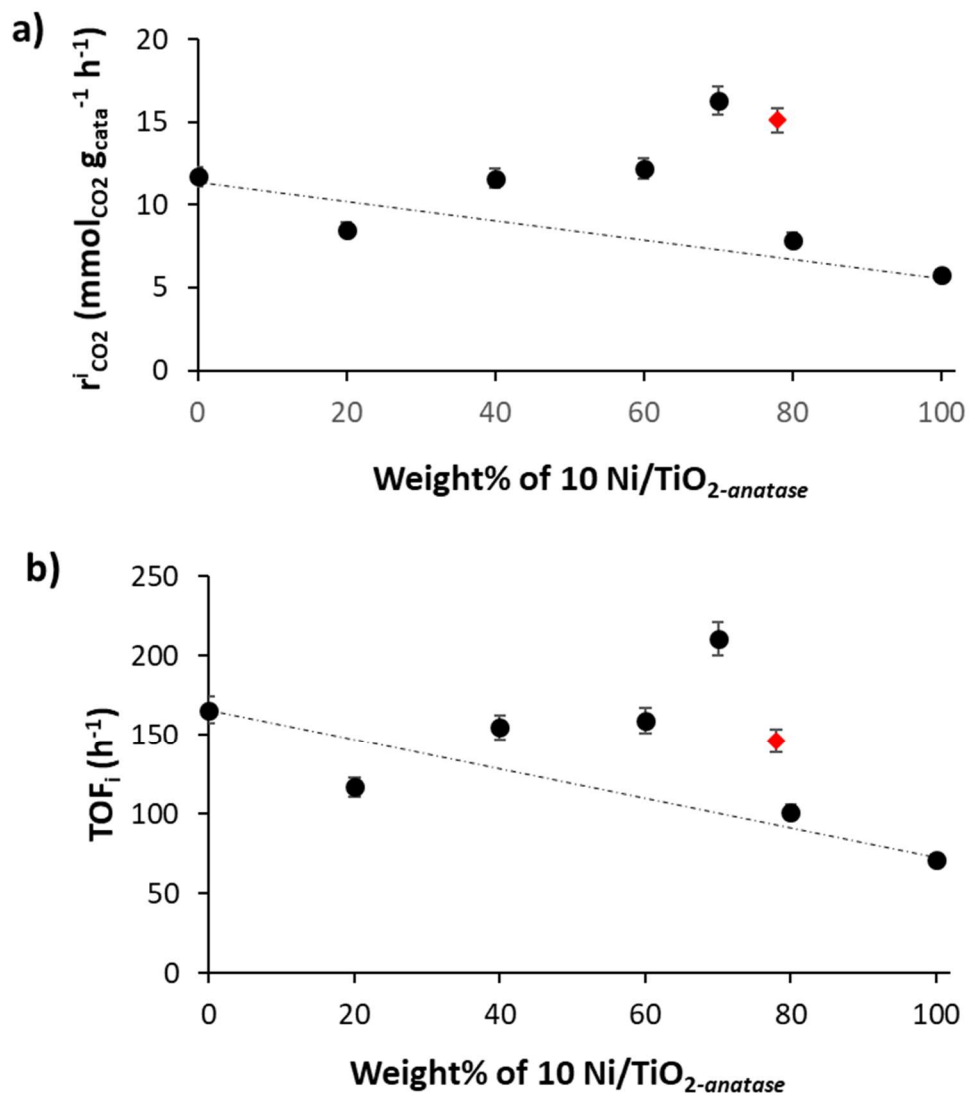 a)
r^i_CO2 (mmol_CO2 g_cata^-1 h^-1)
20
15
10
5
0
0 20 40 60 80 100
Weight% of 10 Ni/TiO_2-anatase
b)
TOF_i (h^-1)
250
200
150
100
50
0
0 20 40 60 80 100
Weight% of 10 Ni/TiO_2-anatase